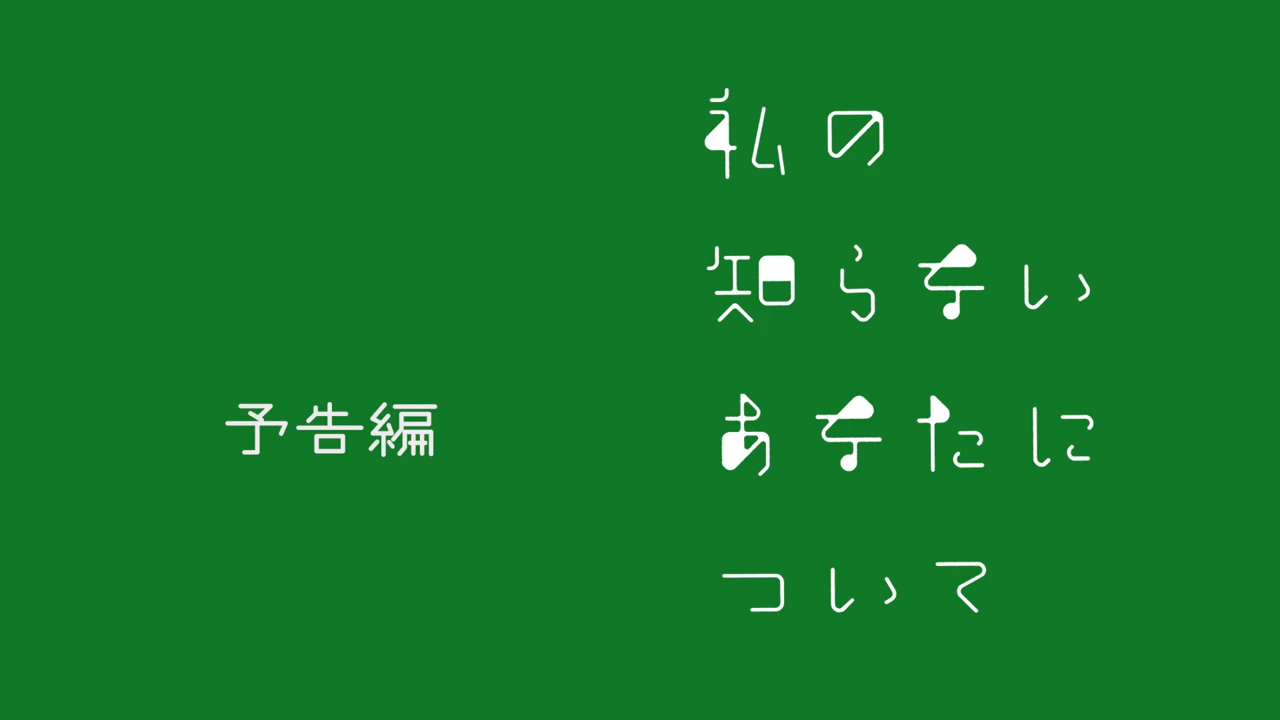 私の
知らない
あなたに
ついて
予告編